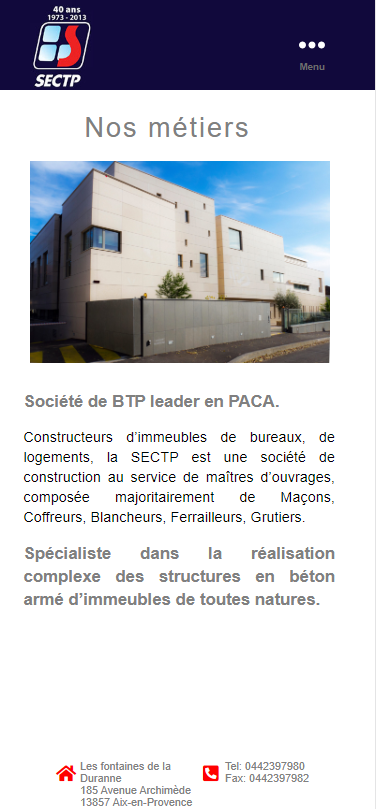 40 ans
1973 - 2013
SECTP
Menu
Nos métiers
Société de BTP leader en PACA.
Constructeurs d’immeubles de bureaux, de
logements, la SECTP est une société de
construction au service de maîtres d’ouvrages,
composée majoritairement de Maçons,
Coffreurs, Blancheurs, Ferrailleurs, Grutiers.
Spécialiste dans la réalisation
complexe des structures en béton
armé d’immeubles de toutes natures.
Les fontaines de la
Duranne
185 Avenue Archimède
13857 Aix-en-Provence
Tel: 0442397980
Fax: 0442397982